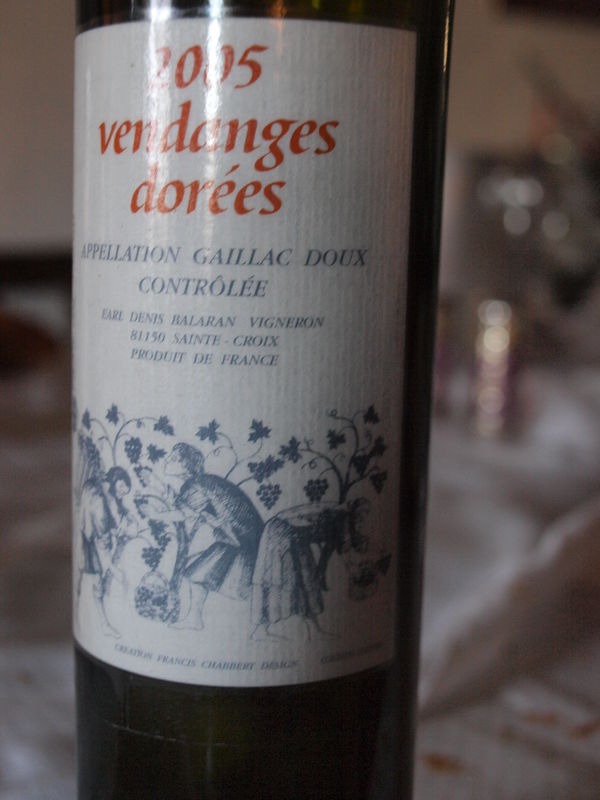 2005
vendanges
dorées
APPELLATION GAILLAC DOUX
CONTRÔLÉE
EARL DENIS BALARAN VIGNERON
81150 SAINTE-CROIX
PRODUIT DE FRANCE
CREATION FRANCIS CHABBERT DESIGN